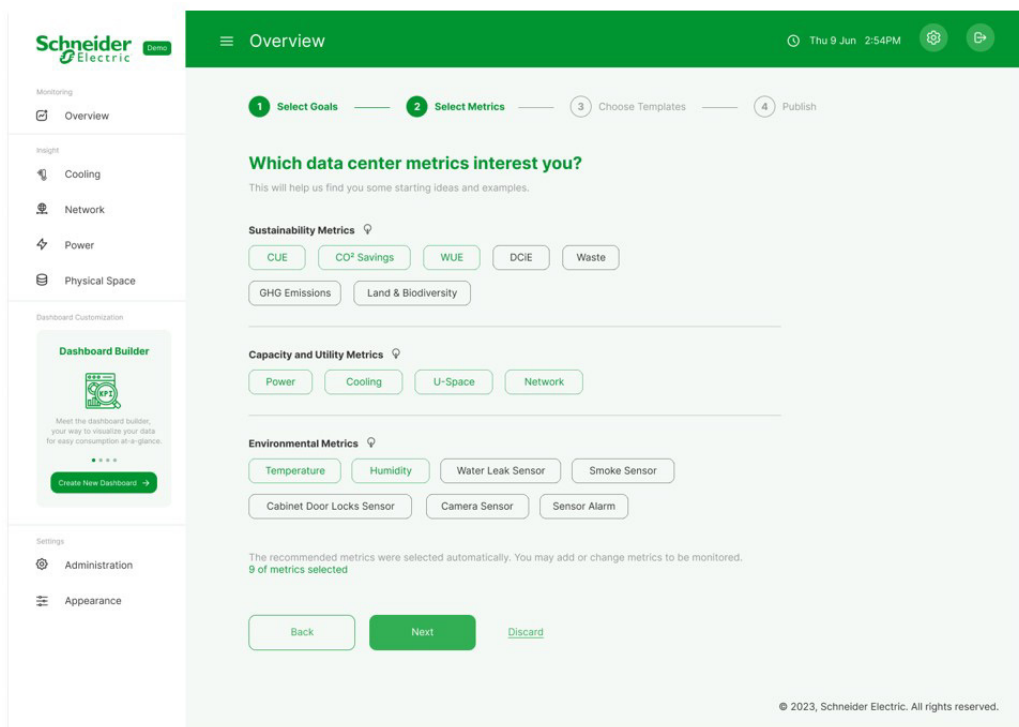 Schneider Electric Demo
Overview
Thu 9 Jun 2:54PM
Monitoring
Overview
Insight
Cooling
Network
Power
Physical Space
Dashboard Customization
Dashboard Builder
KPI
Meet the dashboard builder,
your way to visualize your data
for easy consumption at-a-glance.
Create New Dashboard →
Settings
Administration
Appearance
1 Select Goals
2 Select Metrics
3 Choose Templates
4 Publish
Which data center metrics interest you?
This will help us find you some starting ideas and examples.
Sustainability Metrics
CUE CO² Savings WUE DCiE Waste
GHG Emissions Land & Biodiversity
Capacity and Utility Metrics
Power Cooling U-Space Network
Environmental Metrics
Temperature Humidity Water Leak Sensor Smoke Sensor
Cabinet Door Locks Sensor Camera Sensor Sensor Alarm
The recommended metrics were selected automatically. You may add or change metrics to be monitored.
9 of metrics selected
Back Next Discard
© 2023, Schneider Electric. All rights reserved.